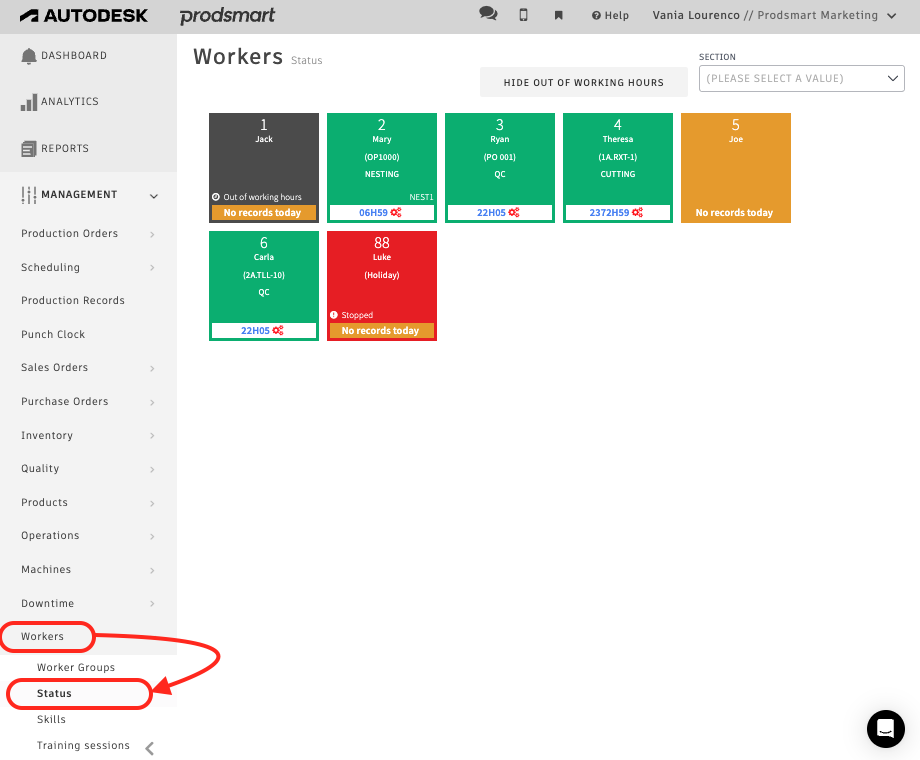 AUTODESK prodsmart Help Vania Lourenco // Prodsmart Marketing
DASHBOARD
ANALYTICS
REPORTS
MANAGEMENT
Production Orders
Scheduling
Production Records
Punch Clock
Sales Orders
Purchase Orders
Inventory
Quality
Products
Operations
Machines
Downtime
Workers
Worker Groups
Status
Skills
Training sessions
Workers Status
HIDE OUT OF WORKING HOURS
SECTION
(PLEASE SELECT A VALUE)
1
Jack
Out of working hours
No records today
2
Mary
(OP1000)
NESTING
NEST1
06H59
3
Ryan
(PO 001)
QC
22H05
4
Theresa
(1A.RXT-1)
CUTTING
2372H59
5
Joe
No records today
6
Carla
(2A.TLL-10)
QC
22H05
88
Luke
(Holiday)
Stopped
No records today